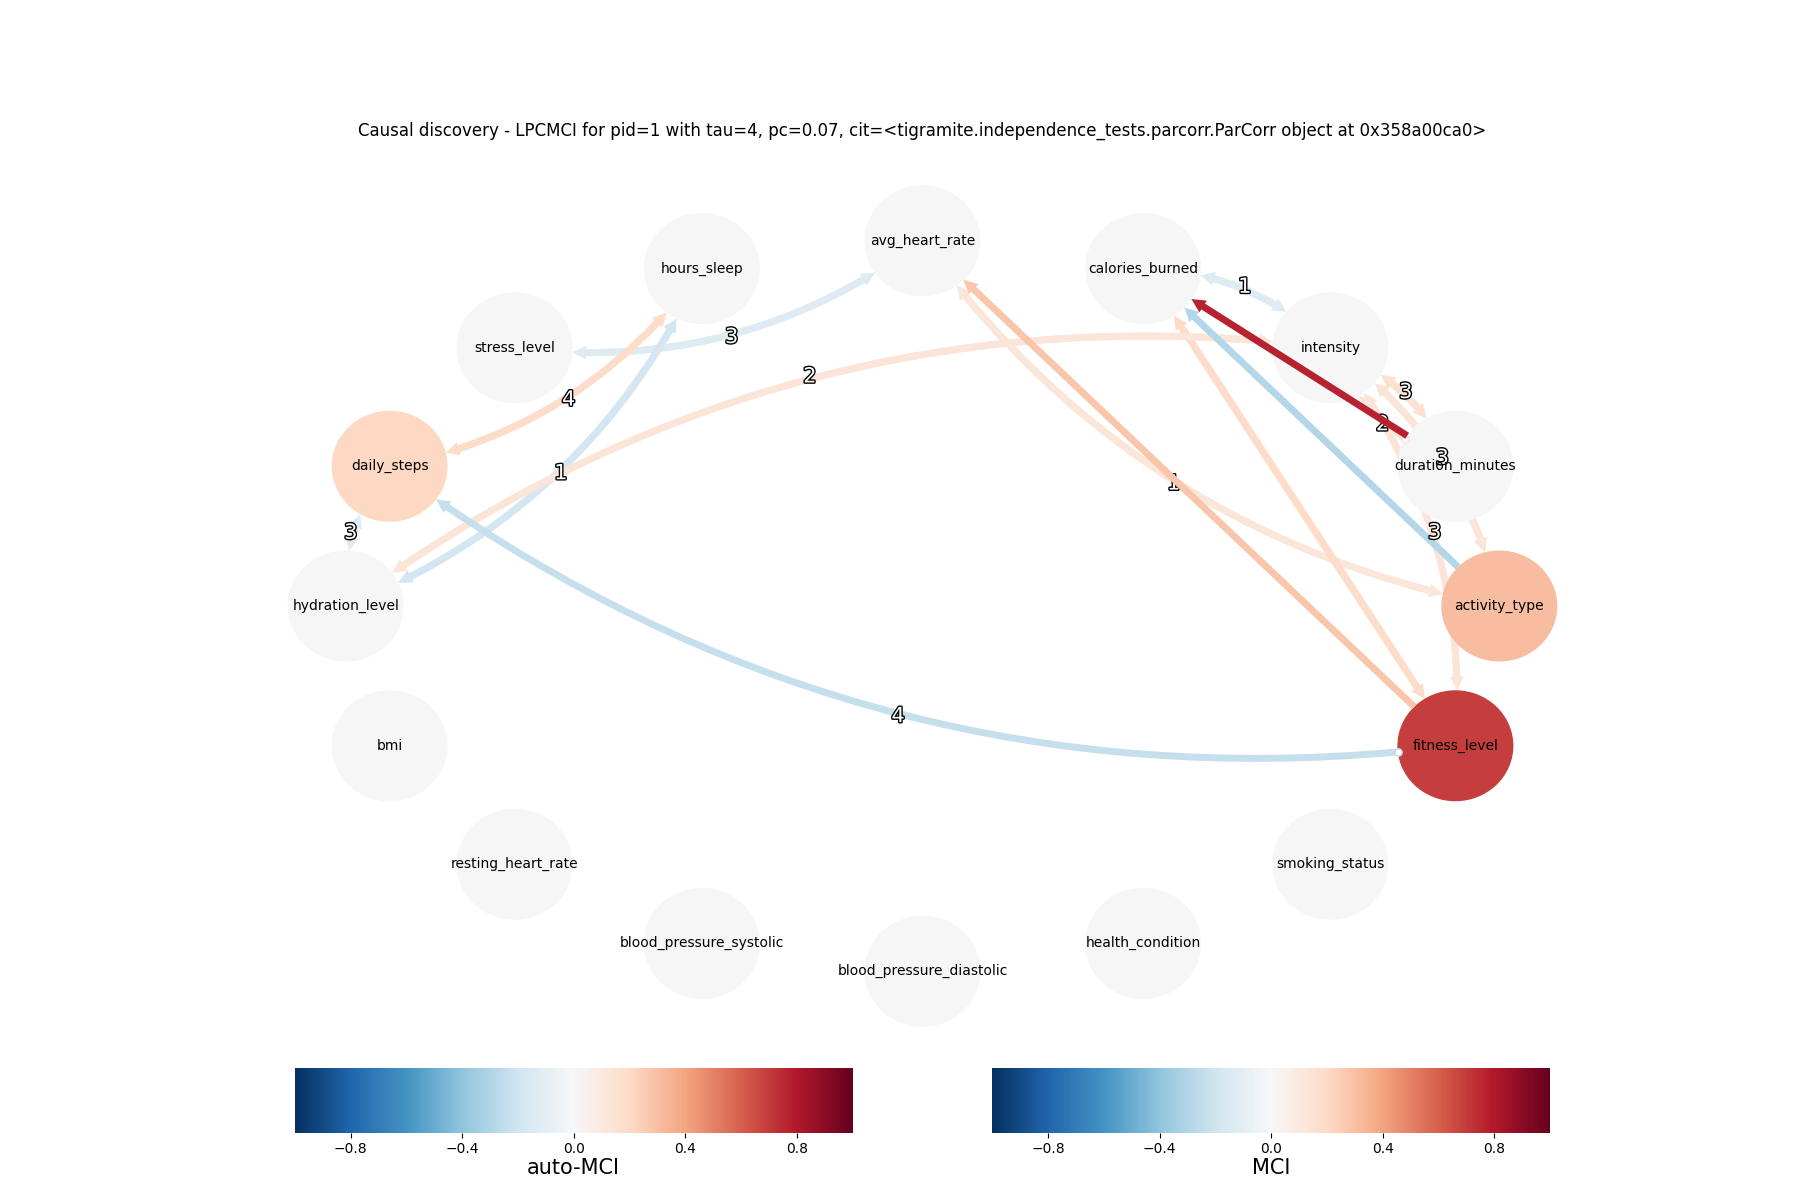 Causal discovery - LPCMCI for pid=1 with tau=4, pc=0.07, cit=<tigramite.independence_tests.parcorr.ParCorr object at 0x358a00ca0>
avg_heart_rate
hours_sleep
calories_burned
1
3
stress_level
intensity
2
3
4
2
3
daily_steps
duration_minutes
1
1
3
3
hydration_level
activity_type
4
bmi
fitness_level
resting_heart_rate
smoking_status
blood_pressure_systolic
health_condition
blood_pressure_diastolic
−0.8 −0.4 0.0 0.4 0.8
auto-MCI
−0.8 −0.4 0.0 0.4 0.8
MCI